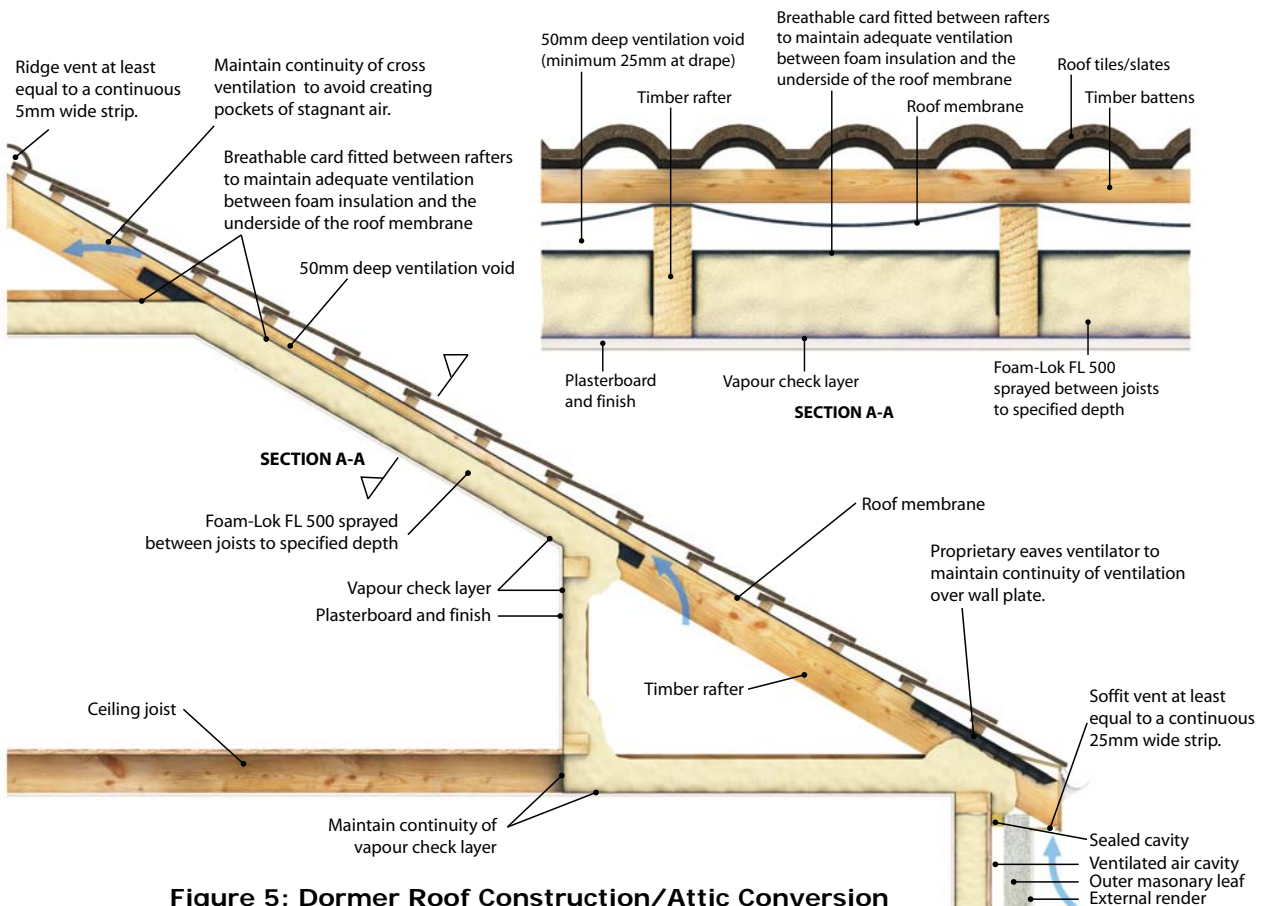 Ridge vent at least
equal to a continuous
5mm wide strip.
Maintain continuity of cross
ventilation to avoid creating
pockets of stagnant air.
Breathable card fitted between rafters
to maintain adequate ventilation
between foam insulation and the
underside of the roof membrane
50mm deep ventilation void
50mm deep ventilation void
(minimum 25mm at drape)
Breathable card fitted between rafters
to maintain adequate ventilation
between foam insulation and the
underside of the roof membrane
Roof tiles/slates
Timber rafter
Roof membrane
Timber battens
Plasterboard
and finish
Vapour check layer
Foam-Lok FL 500
sprayed between joists
to specified depth
SECTION A-A
SECTION A-A
Foam-Lok FL 500 sprayed
between joists to specified depth
Vapour check layer
Plasterboard and finish
Roof membrane
Proprietary eaves ventilator to
maintain continuity of ventilation
over wall plate.
Timber rafter
Soffit vent at least
equal to a continuous
25mm wide strip.
Ceiling joist
Maintain continuity of
vapour check layer
Sealed cavity
Ventilated air cavity
Outer masonary leaf
External render
Figure 5: Dormer Roof Construction/Attic Conversion